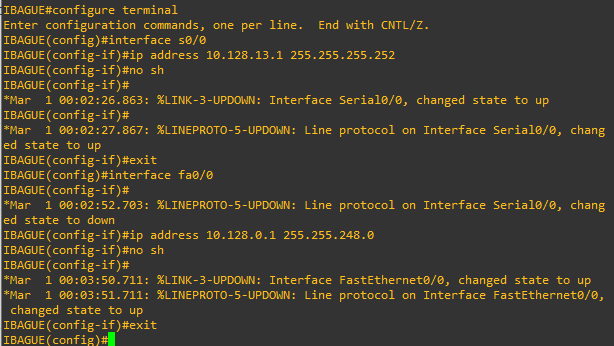 IBAGUE#configure terminal
Enter configuration commands, one per line.  End with CNTL/Z.
IBAGUE(config)#interface s0/0
IBAGUE(config-if)#ip address 10.128.13.1 255.255.255.252
IBAGUE(config-if)#no sh
IBAGUE(config-if)#
*Mar  1 00:02:26.863: %LINK-3-UPDOWN: Interface Serial0/0, changed state to up
IBAGUE(config-if)#
*Mar  1 00:02:27.867: %LINEPROTO-5-UPDOWN: Line protocol on Interface Serial0/0, chang
ed state to up
IBAGUE(config-if)#exit
IBAGUE(config)#interface fa0/0
IBAGUE(config-if)#
*Mar  1 00:02:52.703: %LINEPROTO-5-UPDOWN: Line protocol on Interface Serial0/0, chang
ed state to down
IBAGUE(config-if)#ip address 10.128.0.1 255.255.248.0
IBAGUE(config-if)#no sh
IBAGUE(config-if)#
*Mar  1 00:03:50.711: %LINK-3-UPDOWN: Interface FastEthernet0/0, changed state to up
*Mar  1 00:03:51.711: %LINEPROTO-5-UPDOWN: Line protocol on Interface FastEthernet0/0,
 changed state to up
IBAGUE(config-if)#exit
IBAGUE(config)#